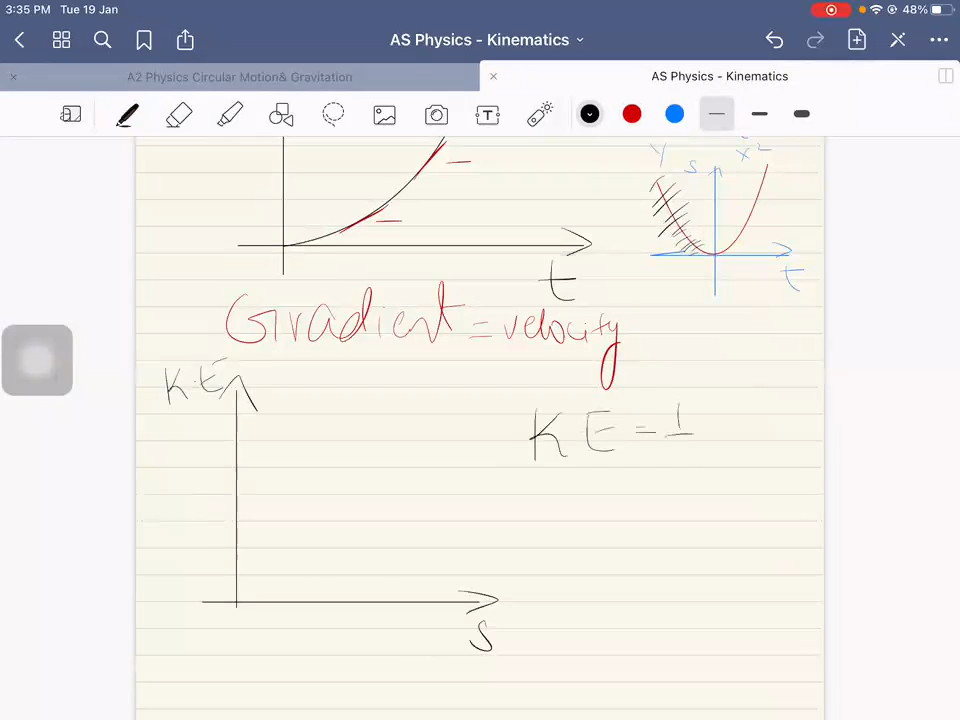 3:35 PM Tue 19 Jan 48%
AS Physics - Kinematics
A2 Physics Circular Motion& Gravitation
AS Physics - Kinematics
T
y x²
s
t
t
Gradient = velocity
K.E
KE = 1
s